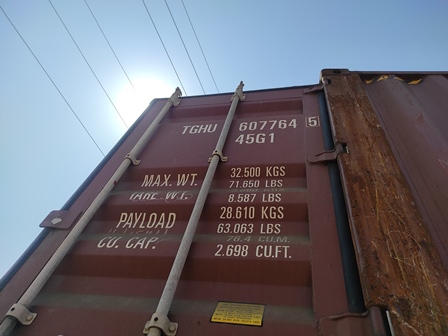 TGHU 607764 5
45G1
MAX. WT. 32.500 KGS
71.650 LBS
TARE WT. 8.587 LBS
PAYLOAD 28.610 KGS
63.063 LBS
CU. CAP. 76.4 CU.M.
2.698 CU.FT.